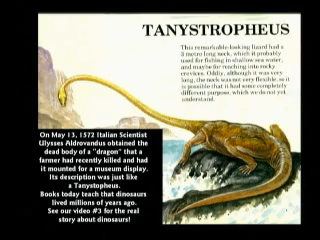 TANYSTROPHEUS
This remarkable-looking lizard had a
3 metre long neck, which it probably
used for fishing in shallow sea water,
and maybe for reaching into rocky
crevices. Oddly, although it was very
long, the neck was not very flexible, so it
is possible that it had some completely
different purpose, which we do not yet
understand.
On May 13, 1572 Italian Scientist
Ulysses Aldrovandus obtained the
dead body of a "dragon" that a
farmer had recently killed and had
it mounted for a museum display.
Its description was just like
a Tanystopheus.
Books today teach that dinosaurs
lived millions of years ago.
See our video #3 for the real
story about dinosaurs!